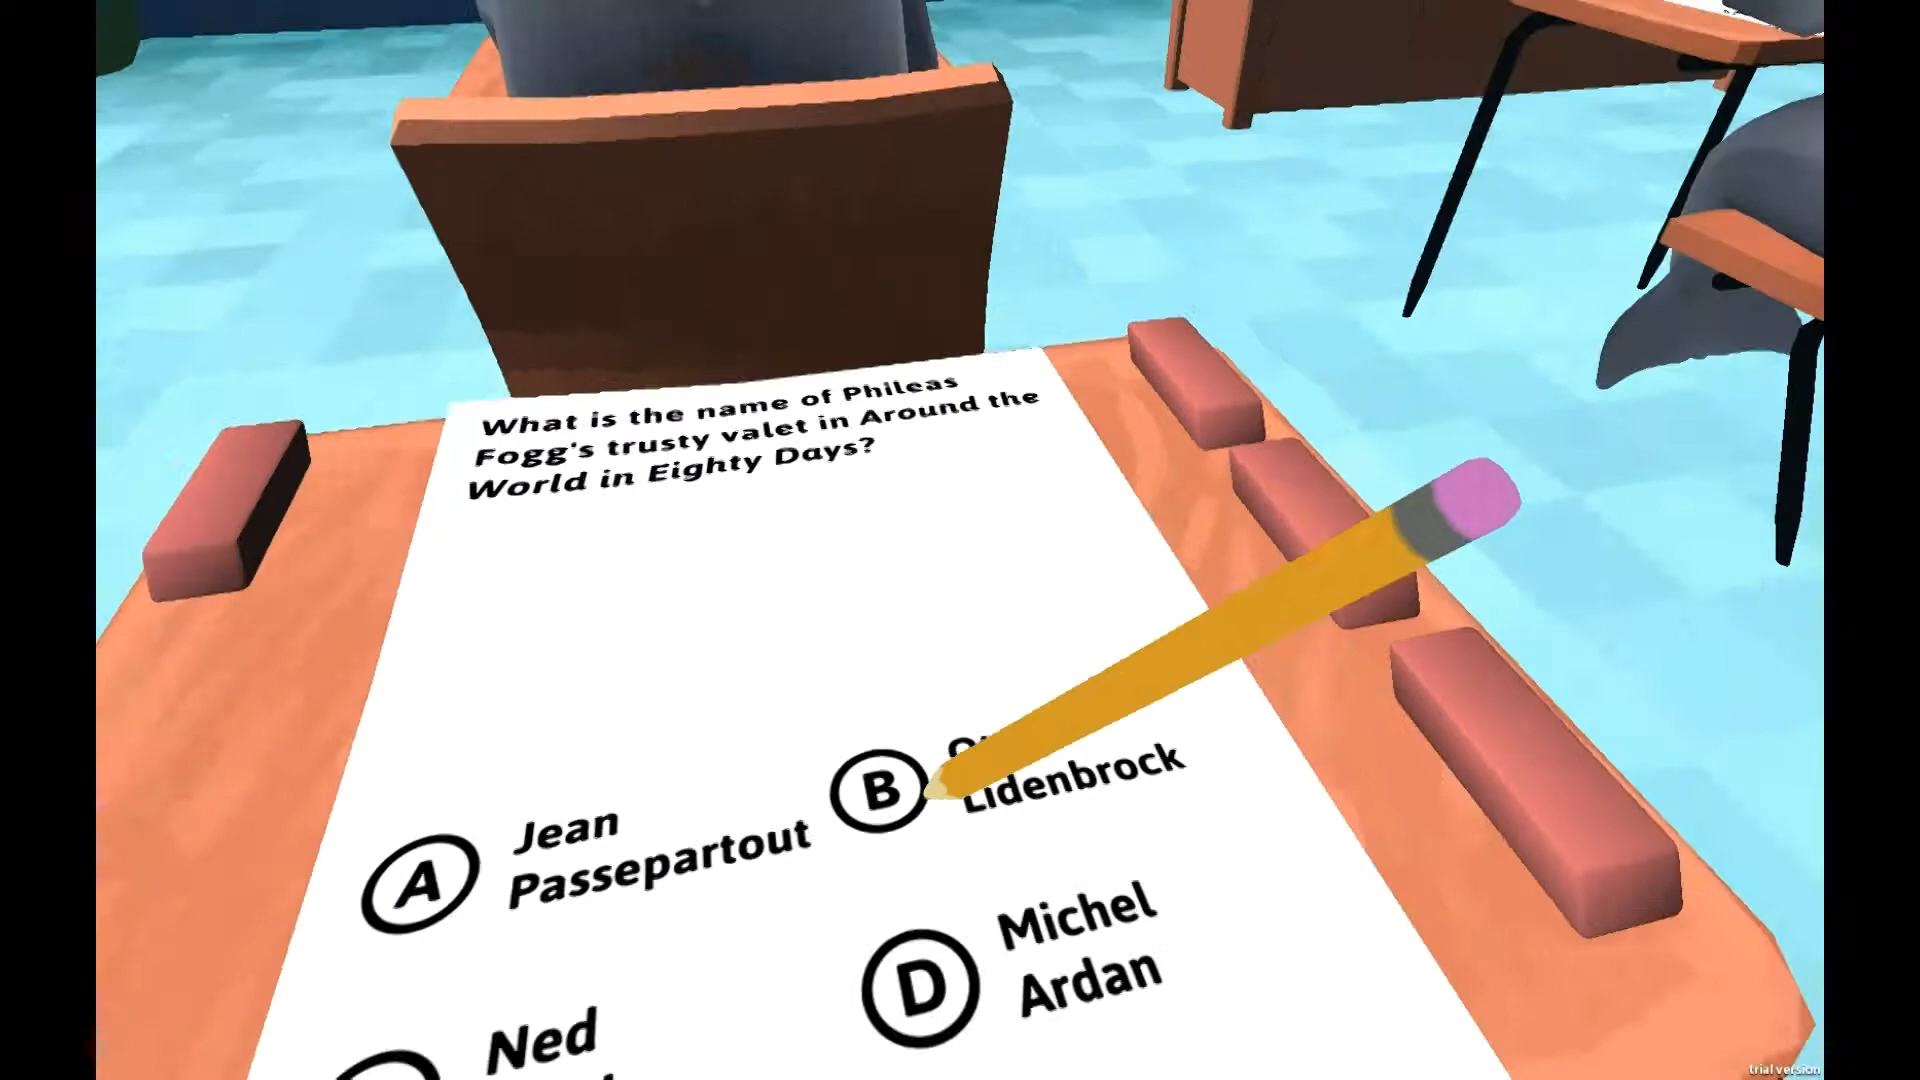 What is the name of Phileas
Fogg's trusty valet in Around the
World in Eighty Days?
A
Jean
Passepartout
B
Lidenbrock
D
Michel
Ardan
Ned
trial version